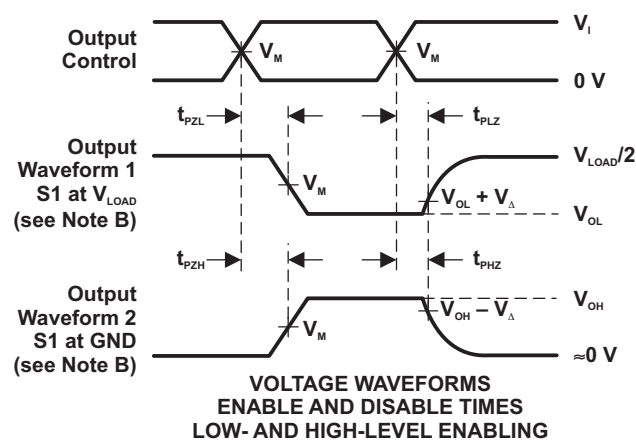 Output
Control
V_M
V_M
V_I
0 V
t_PZL
t_PLZ
Output
Waveform 1
S1 at V_LOAD
(see Note B)
V_M
V_OL + V_Δ
V_LOAD/2
V_OL
t_PZH
t_PHZ
Output
Waveform 2
S1 at GND
(see Note B)
V_M
V_OH – V_Δ
V_OH
≈0 V
VOLTAGE WAVEFORMS
ENABLE AND DISABLE TIMES
LOW- AND HIGH-LEVEL ENABLING